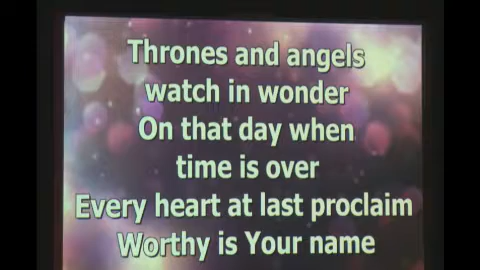 Thrones and angels
watch in wonder
On that day when
time is over
Every heart at last proclaim
Worthy is Your name